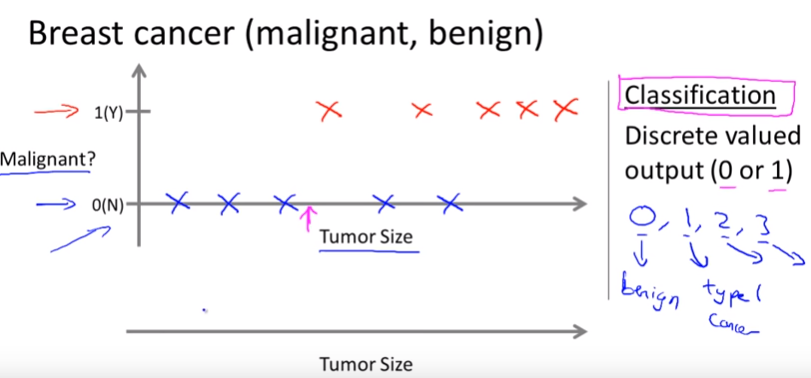 Breast cancer (malignant, benign)
1(Y)
Malignant?
0(N)
Tumor Size
Tumor Size
Classification
Discrete valued
output (0 or 1)
0, 1, 2, 3
benign type 1
cancer